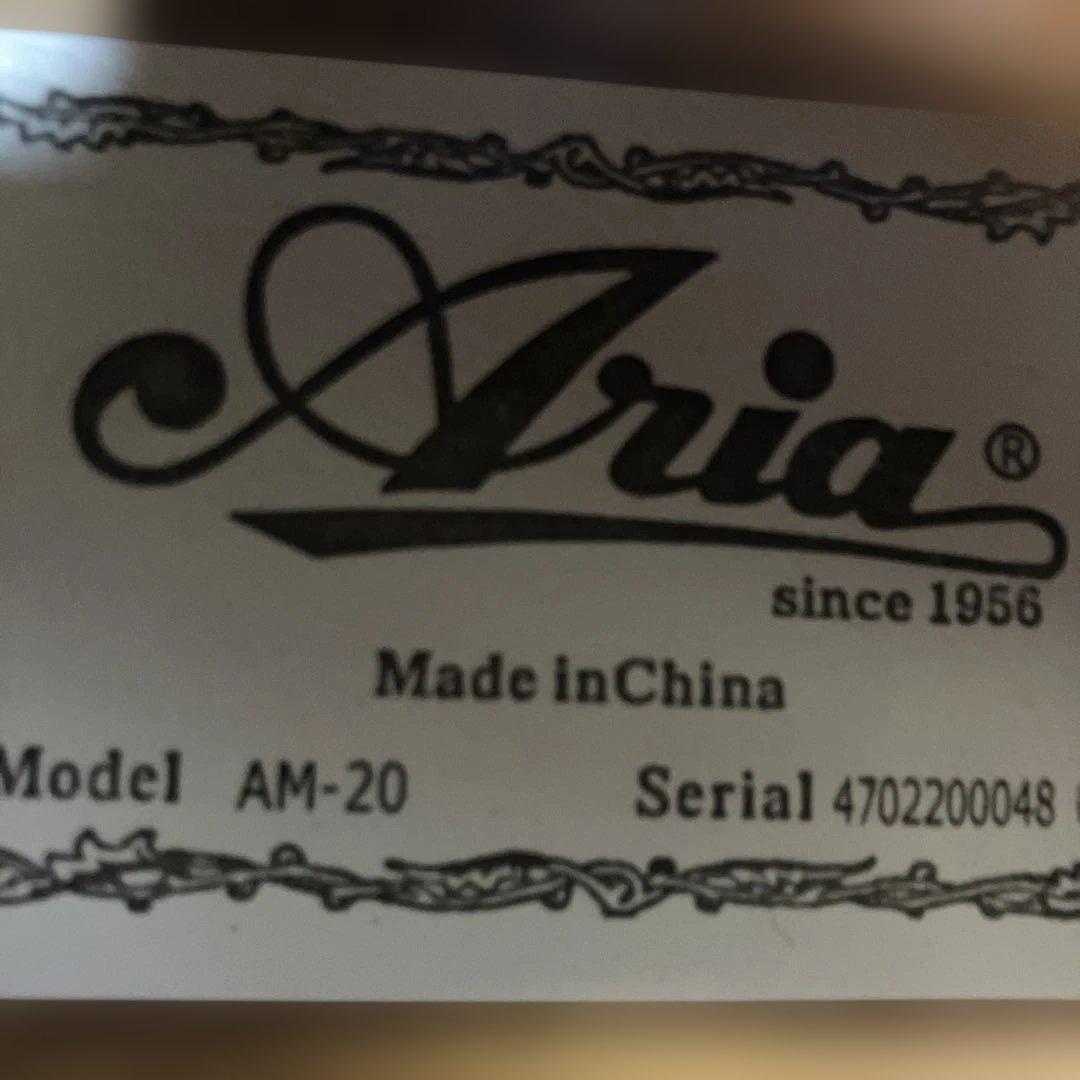 Aria®
since 1956
Made inChina
Model AM-20 Serial 4702200048